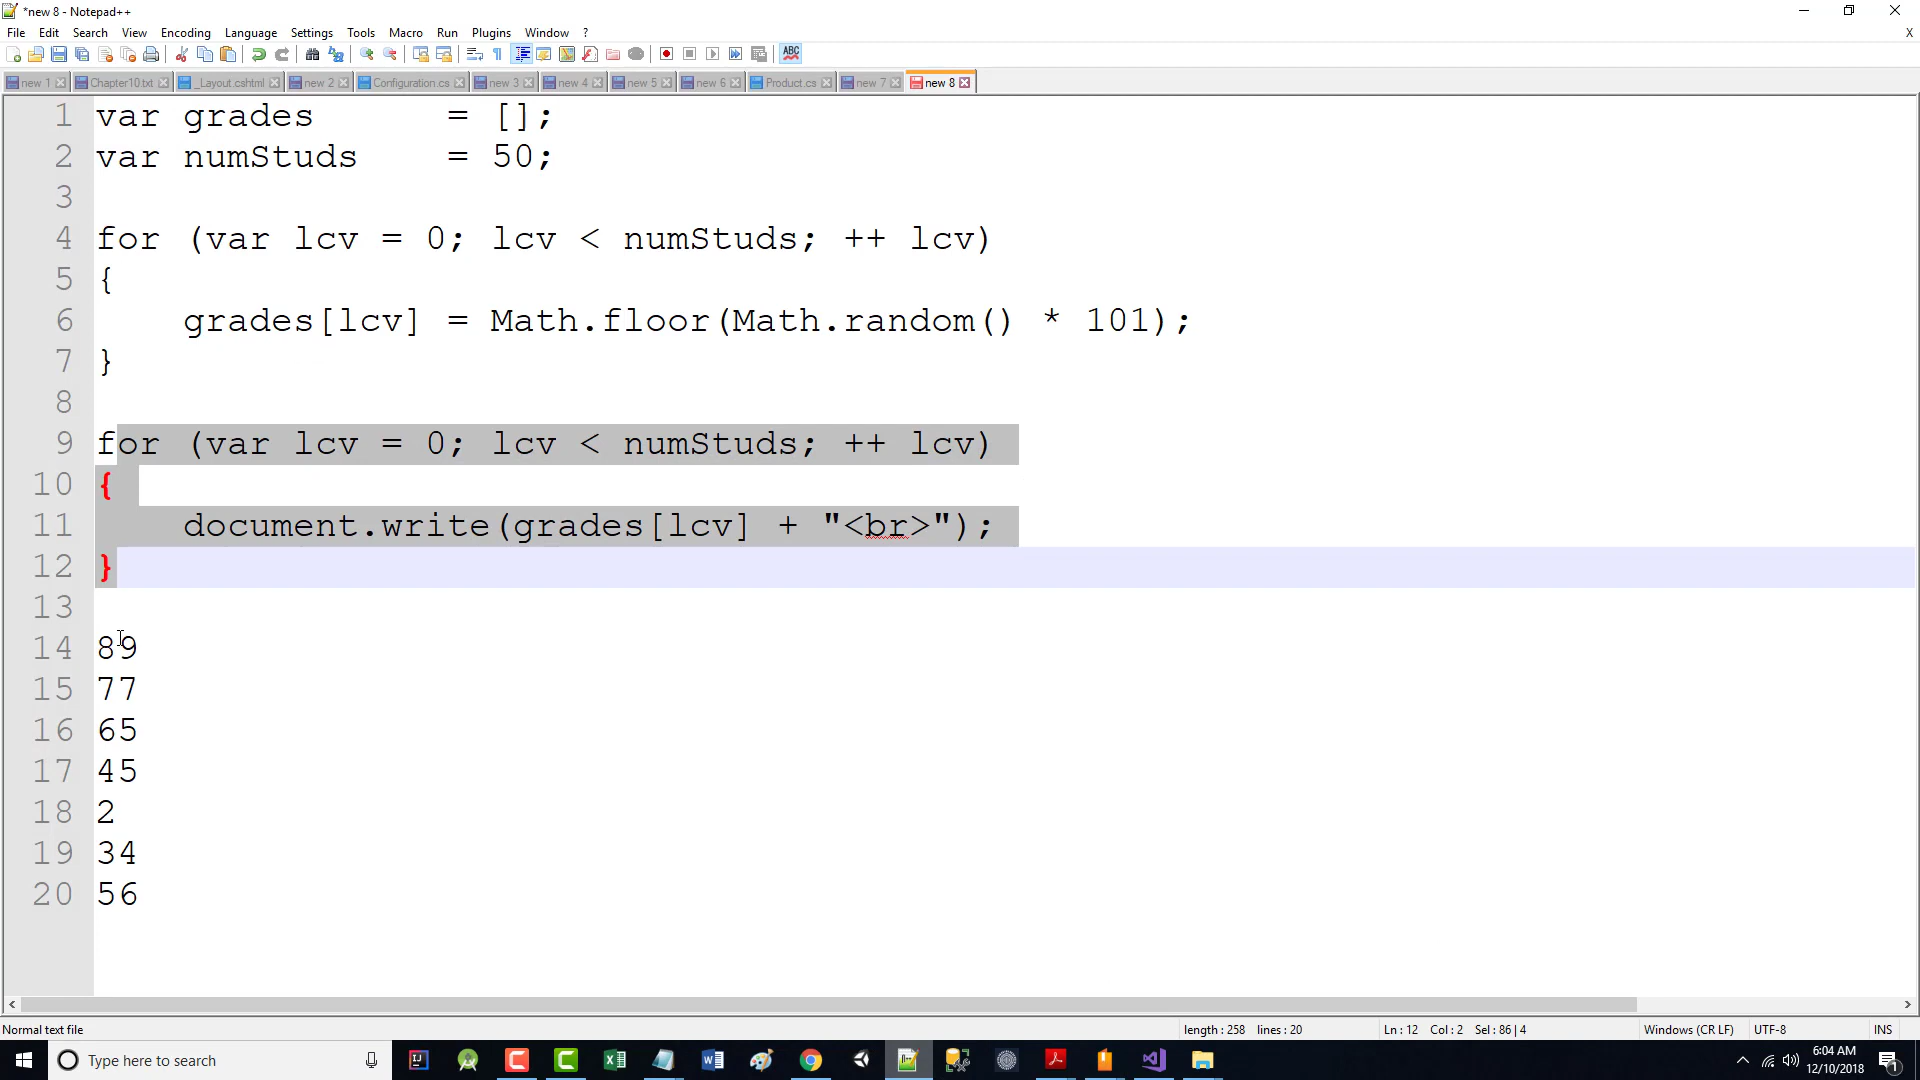 *new 8 - Notepad++
File Edit Search View Encoding Language Settings Tools Macro Run Plugins Window ? X
new 1 Chapter10.txt _Layout.cshtml new 2 Configuration.cs new 3 new 4 new 5 new 6 Product.cs new 7 new 8
1 var grades = [];
2 var numStuds = 50;
3
4 for (var lcv = 0; lcv < numStuds; ++ lcv)
5 {
6 grades[lcv] = Math.floor(Math.random() * 101);
7 }
8
9 for (var lcv = 0; lcv < numStuds; ++ lcv)
10 {
11 document.write(grades[lcv] + "<br>");
12 }
13
14 89
15 77
16 65
17 45
18 2
19 34
20 56
Normal text file length : 258 lines : 20 Ln : 12 Col : 2 Sel : 86 | 4 Windows (CR LF) UTF-8 INS
Type here to search
6:04 AM
12/10/2018